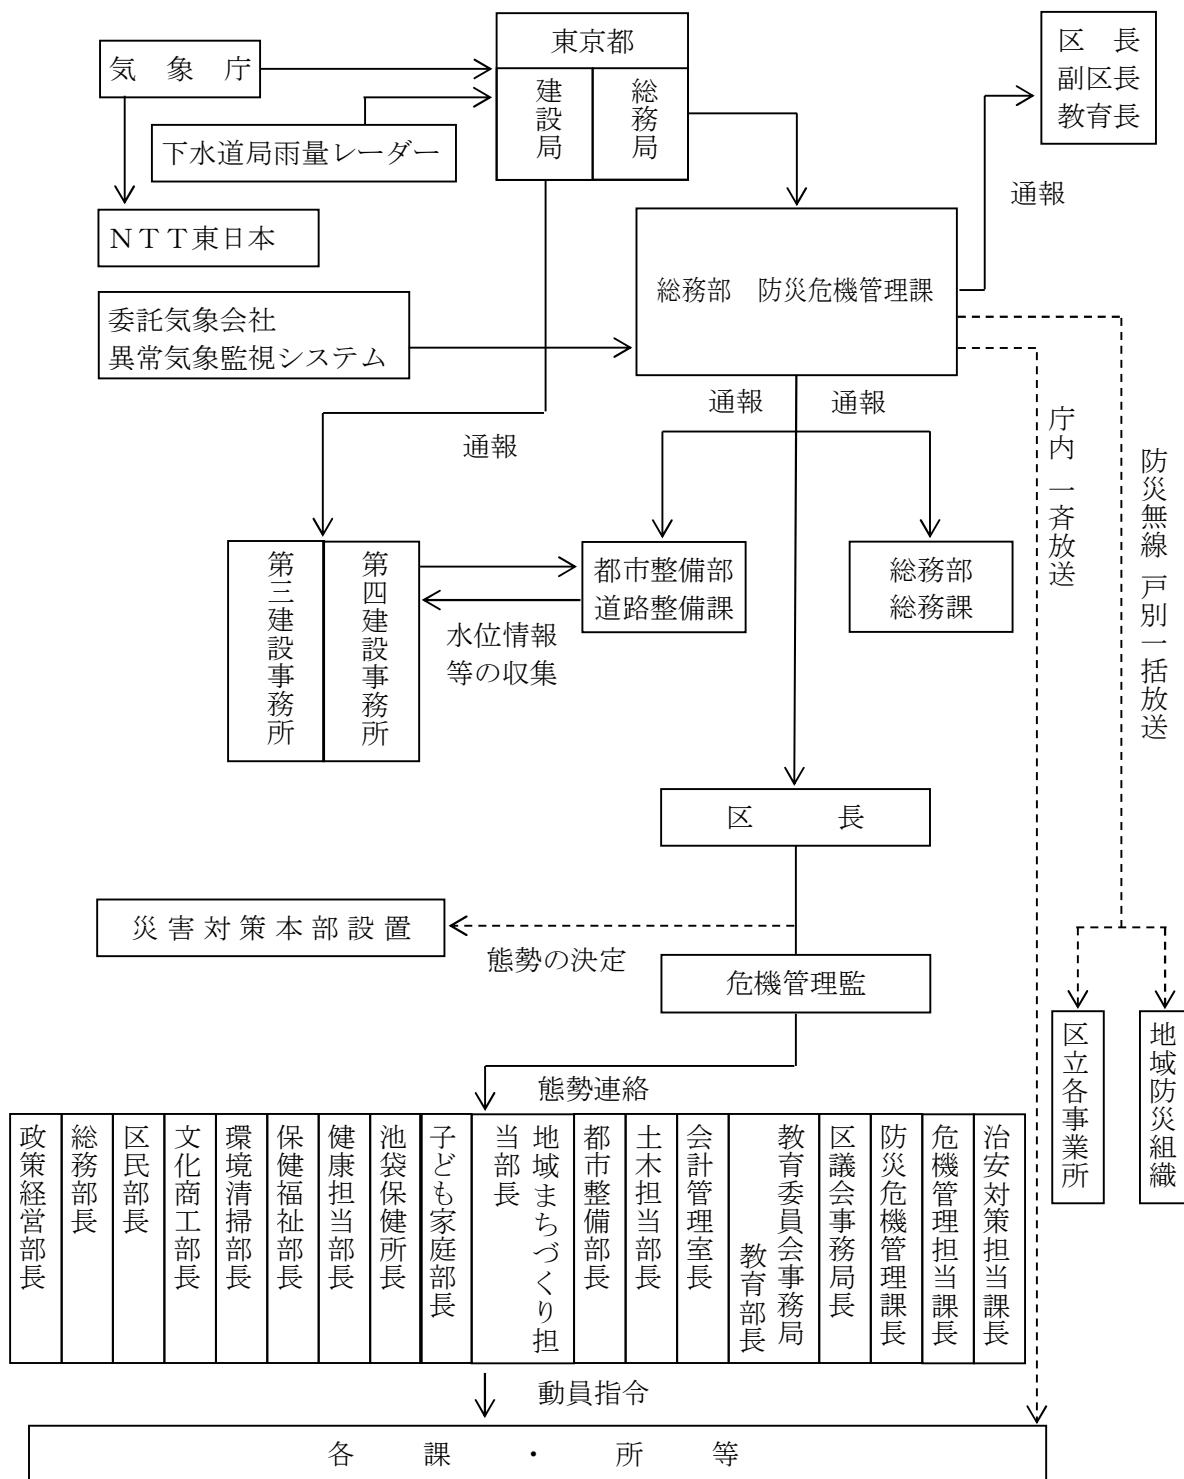 東京都
建設局
総務局
気　象　庁
下水道局雨量レーダー
ＮＴＴ東日本
委託気象会社
異常気象監視システム
区　長
副区長
教育長
通報
総務部　防災危機管理課
通報
通報
通報
庁内 一斉放送
防災無線 戸別一括放送
第三建設事務所
第四建設事務所
都市整備部
道路整備課
総務部
総務課
水位情報
等の収集
区　　　長
災害対策本部設置
態勢の決定
危機管理監
区立各事業所
地域防災組織
態勢連絡
政策経営部長
総務部長
区民部長
文化商工部長
環境清掃部長
保健福祉部長
健康担当部長
池袋保健所長
子ども家庭部長
地域まちづくり担
当部長
都市整備部長
土木担当部長
会計管理室長
教育委員会事務局
教育部長
区議会事務局長
防災危機管理課長
危機管理担当課長
治安対策担当課長
動員指令
各　　課　　・　　所　　等